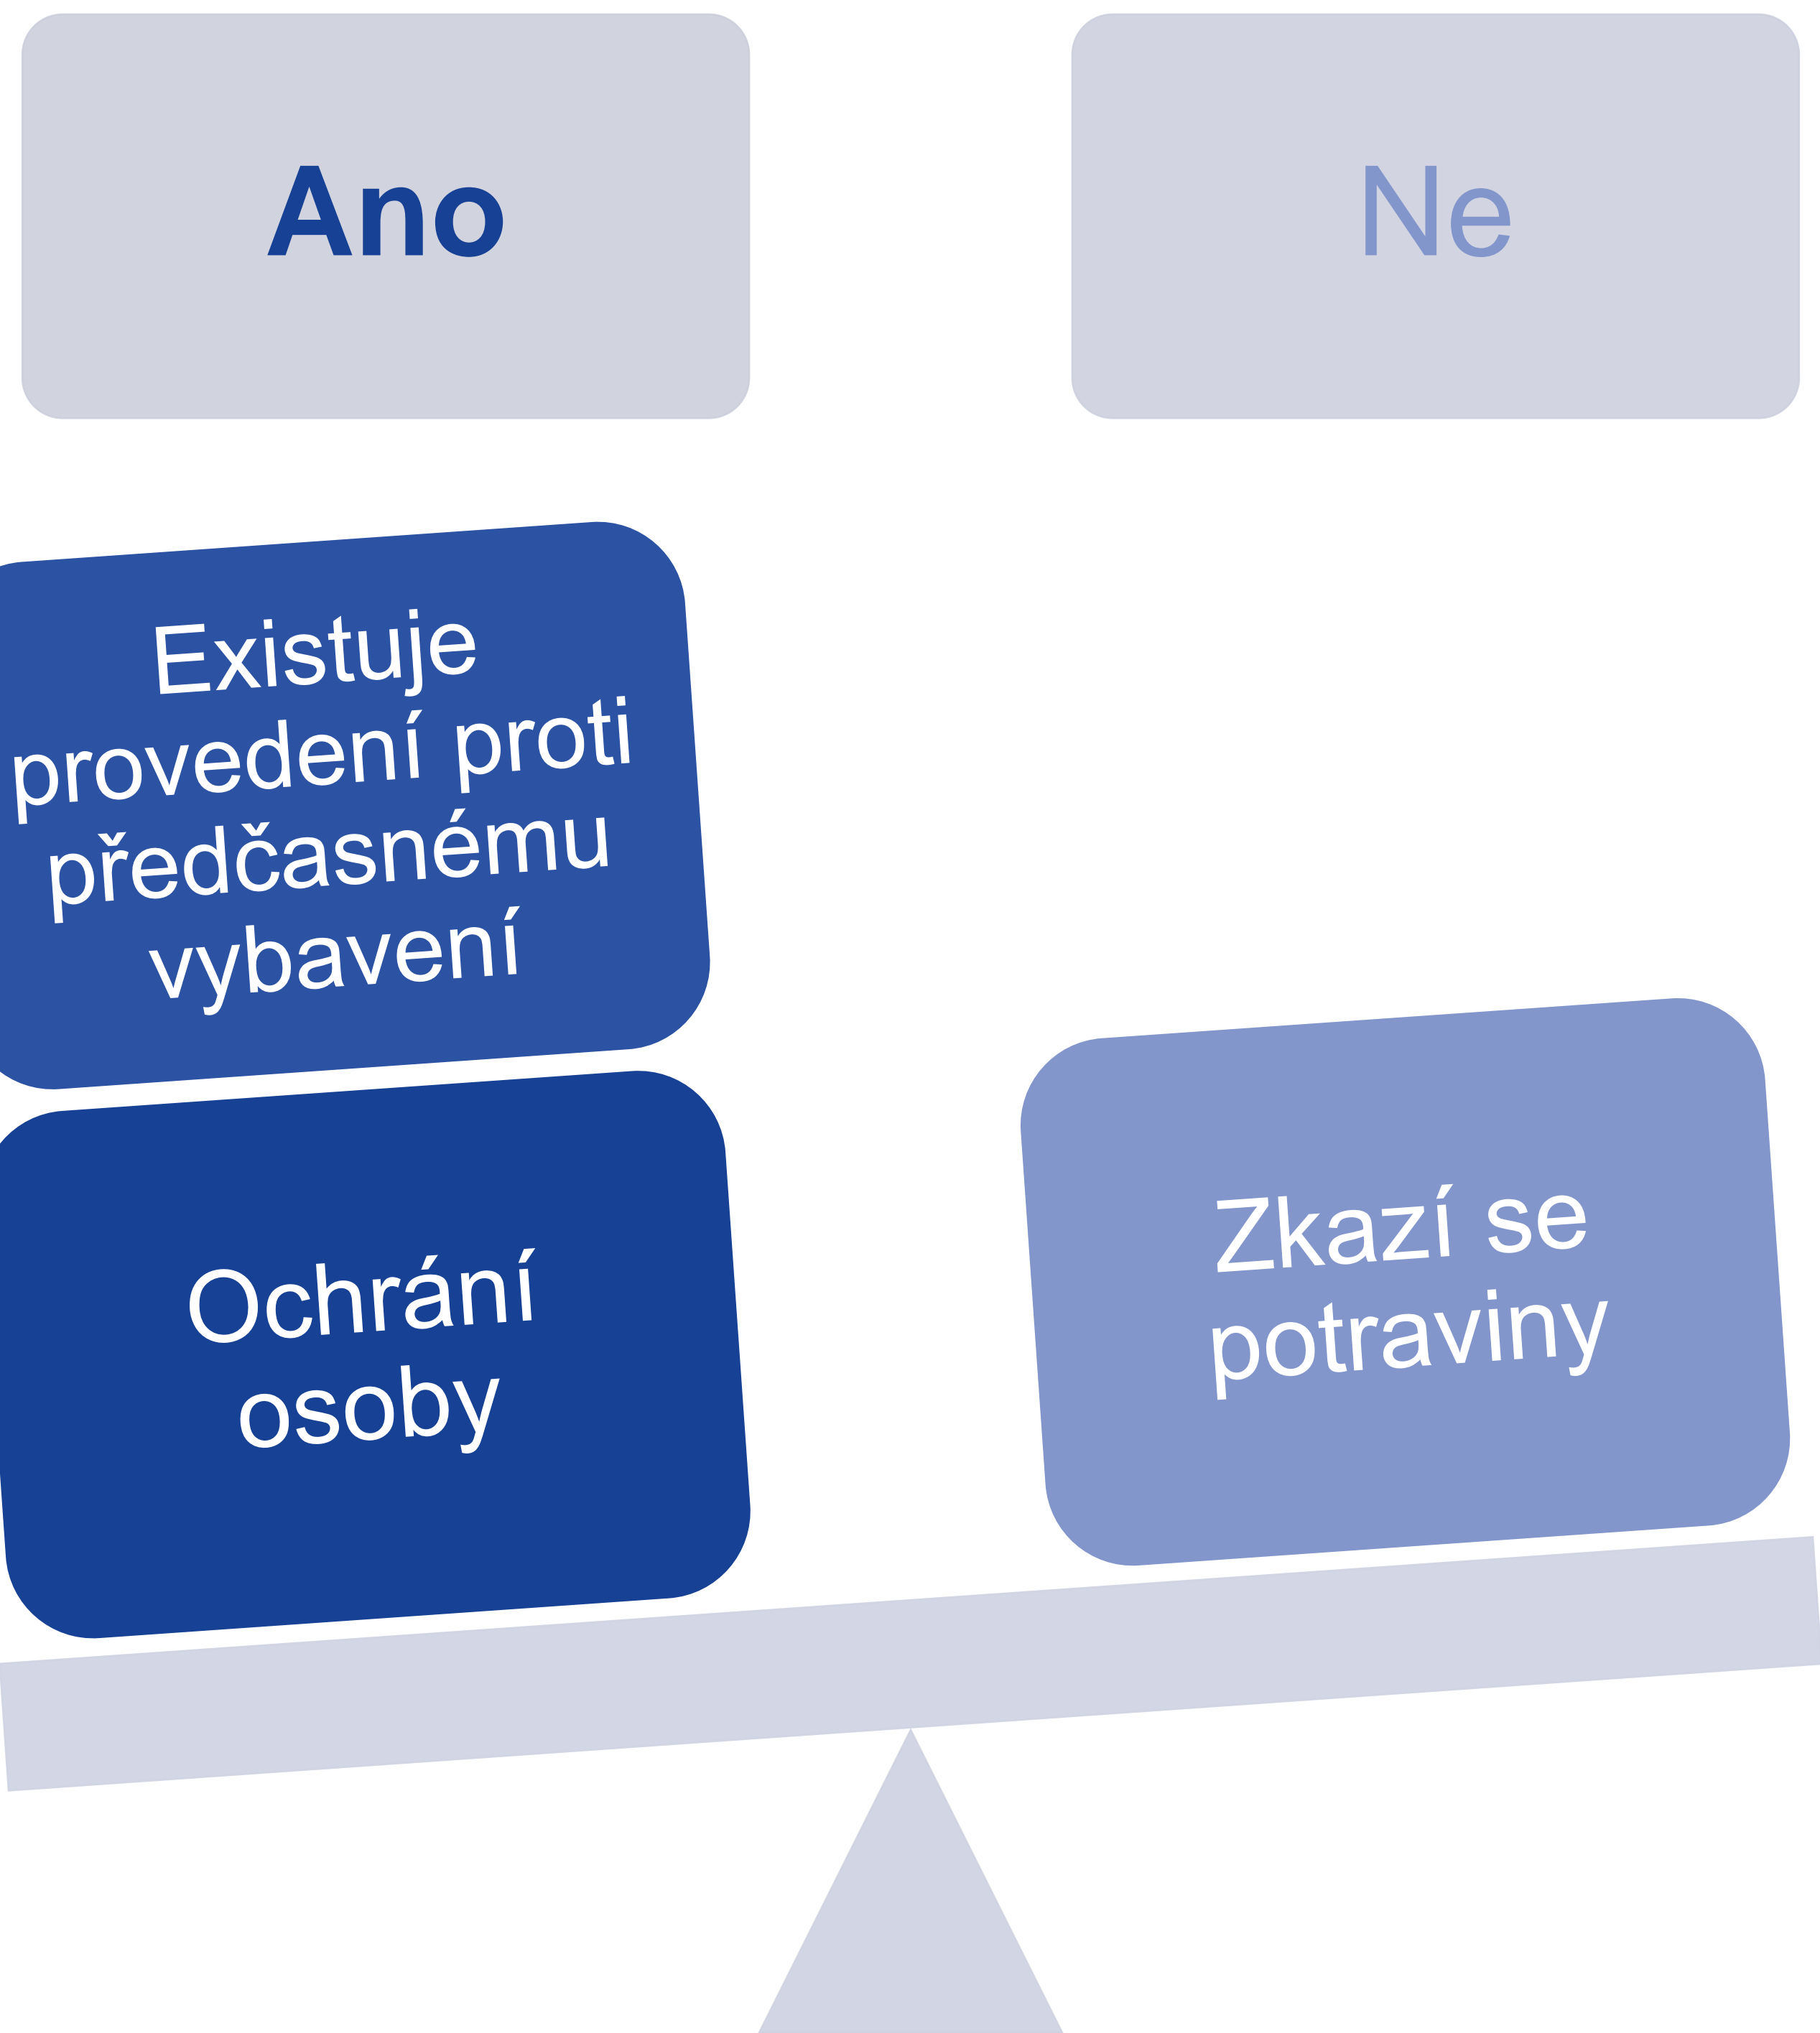 Ano
Ne
Existuje
provedení proti
předčasnému
vybavení
Ochrání
osoby
Zkazí se
potraviny